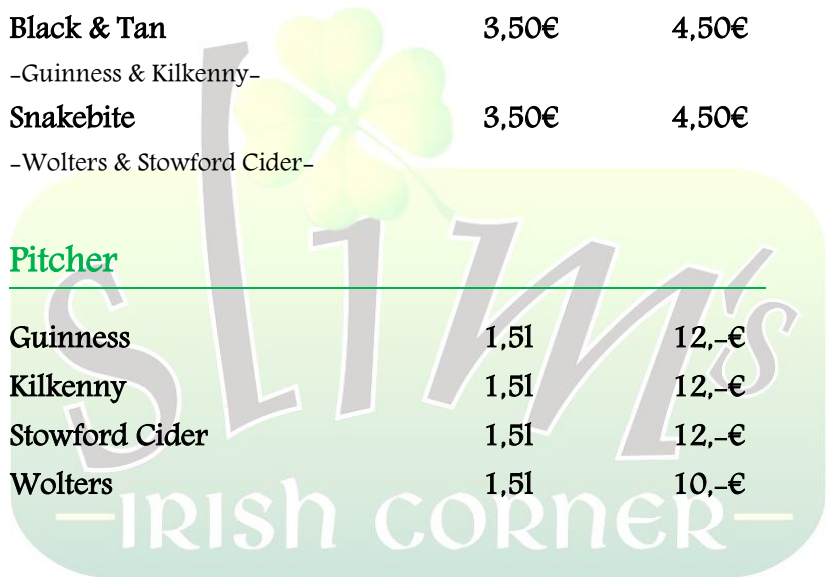 Black & Tan 3,50€ 4,50€
-Guinness & Kilkenny-
Snakebite 3,50€ 4,50€
-Wolters & Stowford Cider-
Pitcher
Guinness 1,5l 12,-€
Kilkenny 1,5l 12,-€
Stowford Cider 1,5l 12,-€
Wolters 1,5l 10,-€
slim's
IRISH CORNER